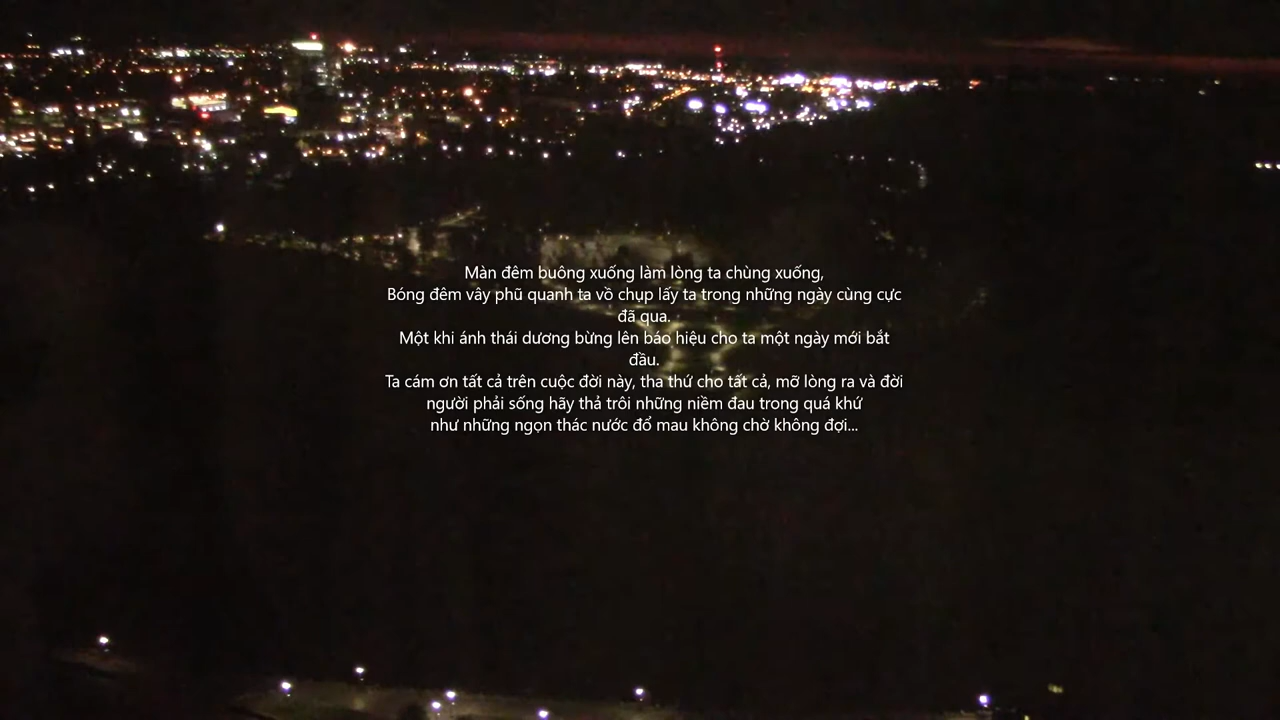 Màn đêm buông xuống làm lòng ta chùng xuống,
Bóng đêm vây phũ quanh ta vồ chụp lấy ta trong những ngày cùng cực
đã qua.
Một khi ánh thái dương bừng lên báo hiệu cho ta một ngày mới bắt
đầu.
Ta cám ơn tất cả trên cuộc đời này, tha thứ cho tất cả, mỡ lòng ra và đời
người phải sống hãy thả trôi những niềm đau trong quá khứ
như những ngọn thác nước đổ mau không chờ không đợi...